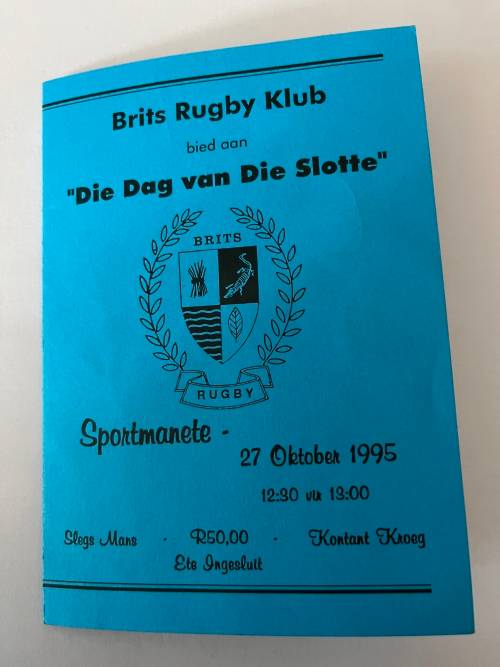 Brits Rugby Klub
bied aan
"Die Dag van Die Slotte"
BRITS
RUGBY
Sportmanete -
27 Oktober 1995
12:30 vir 13:00
Slegs Mans - R50,00 - Kontant Kroeg
Ete Ingesluit